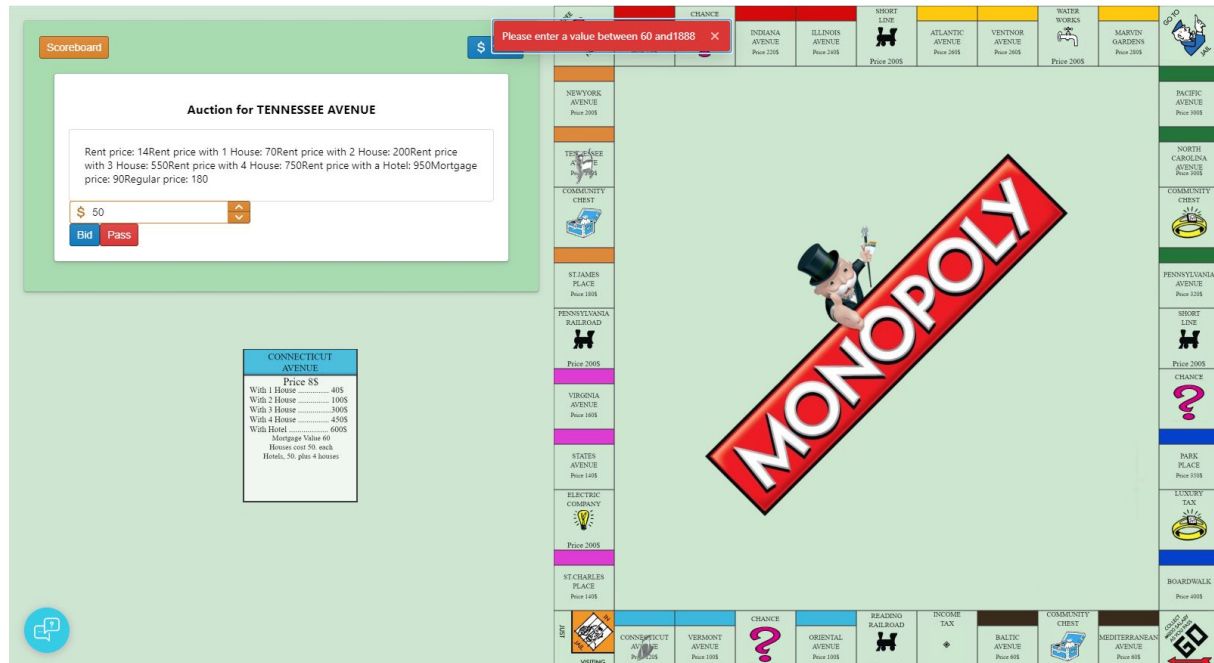 Scoreboard
$
Please enter a value between 60 and1888 ×
Auction for TENNESSEE AVENUE
Rent price: 14Rent price with 1 House: 70Rent price with 2 House: 200Rent price
with 3 House: 550Rent price with 4 House: 750Rent price with a Hotel: 950Mortgage
price: 90Regular price: 180
$ 50
Bid Pass
CONNECTICUT
AVENUE
Price 8$
With 1 House ............... 40$
With 2 House ............... 100$
With 3 House ...............300$
With 4 House ............... 450$
With Hotel ................... 600$
Mortgage Value 60
Houses cost 50. each
Hotels, 50. plus 4 houses
CHANCE
INDIANA
AVENUE
Price 220$
ILLINOIS
AVENUE
Price 240$
SHORT
LINE
Price 200$
ATLANTIC
AVENUE
Price 260$
VENTNOR
AVENUE
Price 260$
WATER
WORKS
Price 200$
MARVIN
GARDENS
Price 280$
GO TO
JAIL
NEWYORK
AVENUE
Price 200$
COMMUNITY
CHEST
ST.JAMES
PLACE
Price 180$
PENNSYLVANIA
RAILROAD
Price 200$
VIRGINIA
AVENUE
Price 160$
STATES
AVENUE
Price 140$
ELECTRIC
COMPANY
Price 200$
ST.CHARLES
PLACE
Price 140$
MONOPOLY
PACIFIC
AVENUE
Price 300$
NORTH
CAROLINA
AVENUE
Price 300$
COMMUNITY
CHEST
PENNSYLVANIA
AVENUE
Price 320$
SHORT
LINE
Price 200$
CHANCE
PARK
PLACE
Price 350$
LUXURY
TAX
BOARDWALK
Price 400$
JUST
VISITING
IN
JAIL
CONNECTICUT
VERMONT
AVENUE
Price 100$
CHANCE
ORIENTAL
AVENUE
Price 100$
READING
RAILROAD
INCOME
TAX
BALTIC
AVENUE
Price 60$
COMMUNITY
CHEST
MEDITERRANEAN
AVENUE
Price 60$
COLLECT
GO